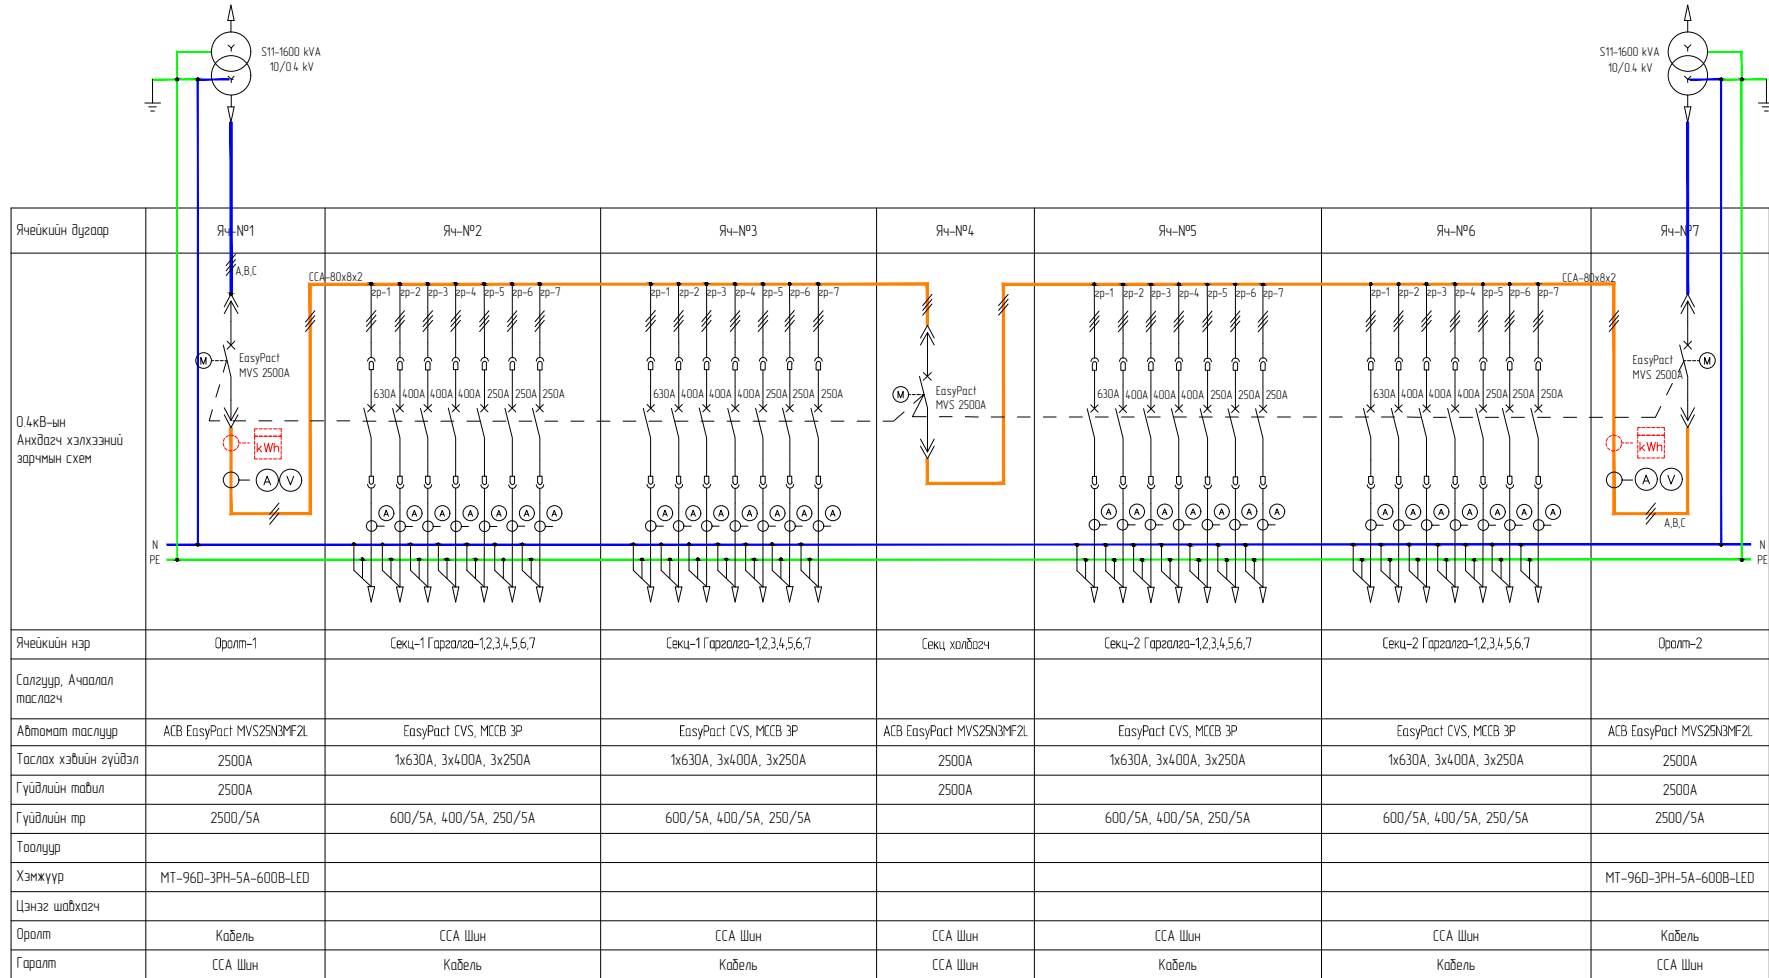 S11-1600 kVA
10/0.4 kV
S11-1600 kVA
10/0.4 kV
Ячейкийн дугаар
Яч-№1
Яч-№2
Яч-№3
Яч-№4
Яч-№5
Яч-№6
Яч-№7
0.4кВ-ын
Анхдагч хэлхээний
зарчмын схем
A,B,C
M
EasyPact
MVS 2500A
kWh
A V
ССА-80x8x2
гр-1 гр-2 гр-3 гр-4 гр-5 гр-6 гр-7
630A 400A 400A 400A 250A 250A 250A
A A A A A A A
гр-1 гр-2 гр-3 гр-4 гр-5 гр-6 гр-7
630A 400A 400A 400A 250A 250A 250A
A A A A A A A
M
EasyPact
MVS 2500A
гр-1 гр-2 гр-3 гр-4 гр-5 гр-6 гр-7
630A 400A 400A 400A 250A 250A 250A
A A A A A A A
гр-1 гр-2 гр-3 гр-4 гр-5 гр-6 гр-7
630A 400A 400A 400A 250A 250A 250A
A A A A A A A
ССА-80x8x2
EasyPact
MVS 2500A
M
kWh
A V
A,B,C
N
PE
N
PE
Ячейкийн нэр
Оролт-1
Секц-1 Гаргалга-1,2,3,4,5,6,7
Секц-1 Гаргалга-1,2,3,4,5,6,7
Секц холбогч
Секц-2 Гаргалга-1,2,3,4,5,6,7
Секц-2 Гаргалга-1,2,3,4,5,6,7
Оролт-2
Салгуур, Ачаалал
таслагч
Автомат таслуур
ACB EasyPact MVS25N3MF2L
EasyPact CVS, MCCB 3P
EasyPact CVS, MCCB 3P
ACB EasyPact MVS25N3MF2L
EasyPact CVS, MCCB 3P
EasyPact CVS, MCCB 3P
ACB EasyPact MVS25N3MF2L
Таслах хэвийн гүйдэл
2500A
1x630A, 3x400A, 3x250A
1x630A, 3x400A, 3x250A
2500A
1x630A, 3x400A, 3x250A
1x630A, 3x400A, 3x250A
2500A
Гүйдлийн тавил
2500A
2500A
2500A
Гүйдлийн тр
2500/5A
600/5A, 400/5A, 250/5A
600/5A, 400/5A, 250/5A
600/5A, 400/5A, 250/5A
600/5A, 400/5A, 250/5A
2500/5A
Тоолуур
Хэмжүүр
MT-96D-3PH-5A-600B-LED
MT-96D-3PH-5A-600B-LED
Цэнэг шавхагч
Оролт
Кабель
ССА Шин
ССА Шин
ССА Шин
ССА Шин
ССА Шин
Кабель
Гаралт
ССА Шин
Кабель
Кабель
ССА Шин
Кабель
Кабель
ССА Шин